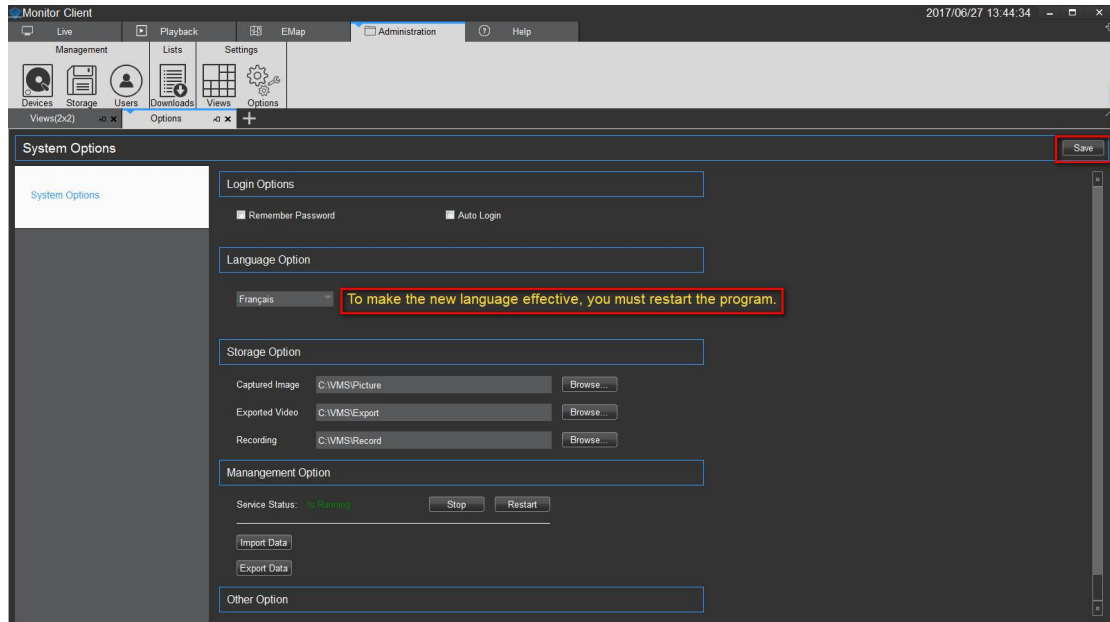 Monitor Client 2017/06/27 13:44:34
Live Playback EMap Administration Help
Management Lists Settings
Devices Storage Users Downloads Views Options
Views(2x2) Options
System Options Save
System Options
Login Options
Remember Password Auto Login
Language Option
Français To make the new language effective, you must restart the program.
Storage Option
Captured Image C:\VMS\Picture Browse...
Exported Video C:\VMS\Export Browse...
Recording C:\VMS\Record Browse...
Manangement Option
Service Status: Is Running Stop Restart
Import Data
Export Data
Other Option